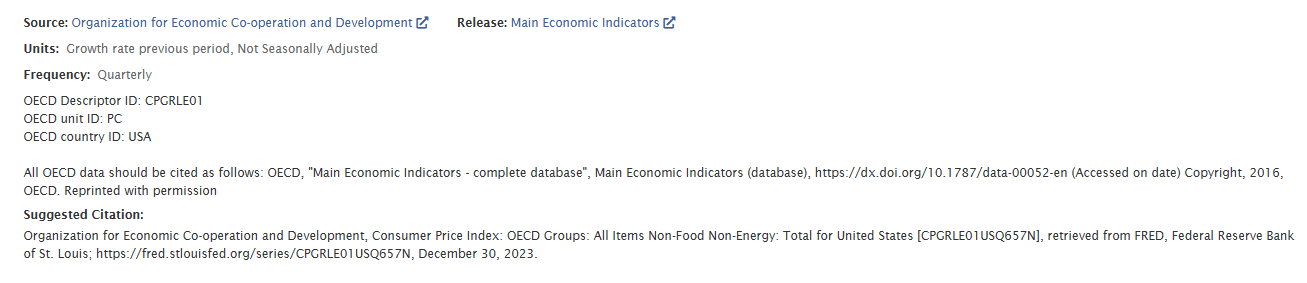 Source: Organization for Economic Co-operation and Development Release: Main Economic Indicators
Units: Growth rate previous period, Not Seasonally Adjusted
Frequency: Quarterly
OECD Descriptor ID: CPGRLE01
OECD unit ID: PC
OECD country ID: USA
All OECD data should be cited as follows: OECD, "Main Economic Indicators - complete database", Main Economic Indicators (database), https://dx.doi.org/10.1787/data-00052-en (Accessed on date) Copyright, 2016,
OECD. Reprinted with permission
Suggested Citation:
Organization for Economic Co-operation and Development, Consumer Price Index: OECD Groups: All Items Non-Food Non-Energy: Total for United States [CPGRLE01USQ657N], retrieved from FRED, Federal Reserve Bank
of St. Louis; https://fred.stlouisfed.org/series/CPGRLE01USQ657N, December 30, 2023.